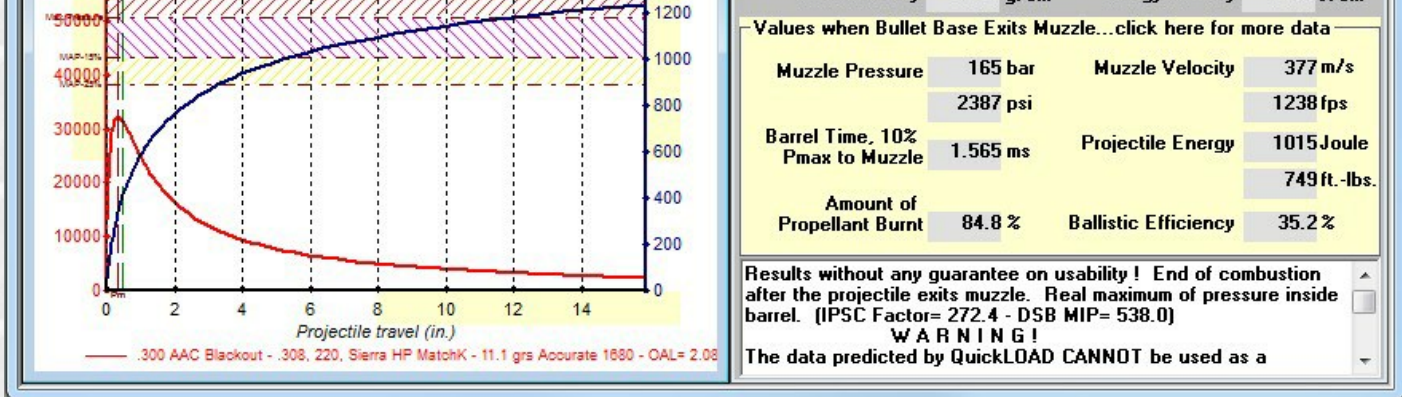 50000
MAP-15%
40000
30000
20000
10000
0
Pm
1200
1000
800
600
400
200
0
0 2 4 6 8 10 12 14
Projectile travel (in.)
.300 AAC Blackout - .308, 220, Sierra HP MatchK - 11.1 grs Accurate 1680 - OAL= 2.08
Values when Bullet Base Exits Muzzle...click here for more data
Muzzle Pressure 165 bar Muzzle Velocity 377 m/s
2387 psi 1238 fps
Barrel Time, 10%
Pmax to Muzzle 1.565 ms Projectile Energy 1015 Joule
749 ft.-lbs.
Amount of
Propellant Burnt 84.8 % Ballistic Efficiency 35.2 %
Results without any guarantee on usability ! End of combustion
after the projectile exits muzzle. Real maximum of pressure inside
barrel. (IPSC Factor= 272.4 - DSB MIP= 538.0)
W A R N I N G !
The data predicted by QuickLOAD CANNOT be used as a